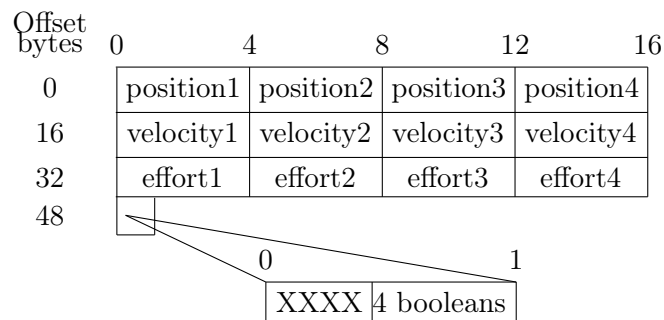 Offset
bytes 0 4 8 12 16
0 position1 position2 position3 position4
16 velocity1 velocity2 velocity3 velocity4
32 effort1 effort2 effort3 effort4
48
0 1
XXXX 4 booleans